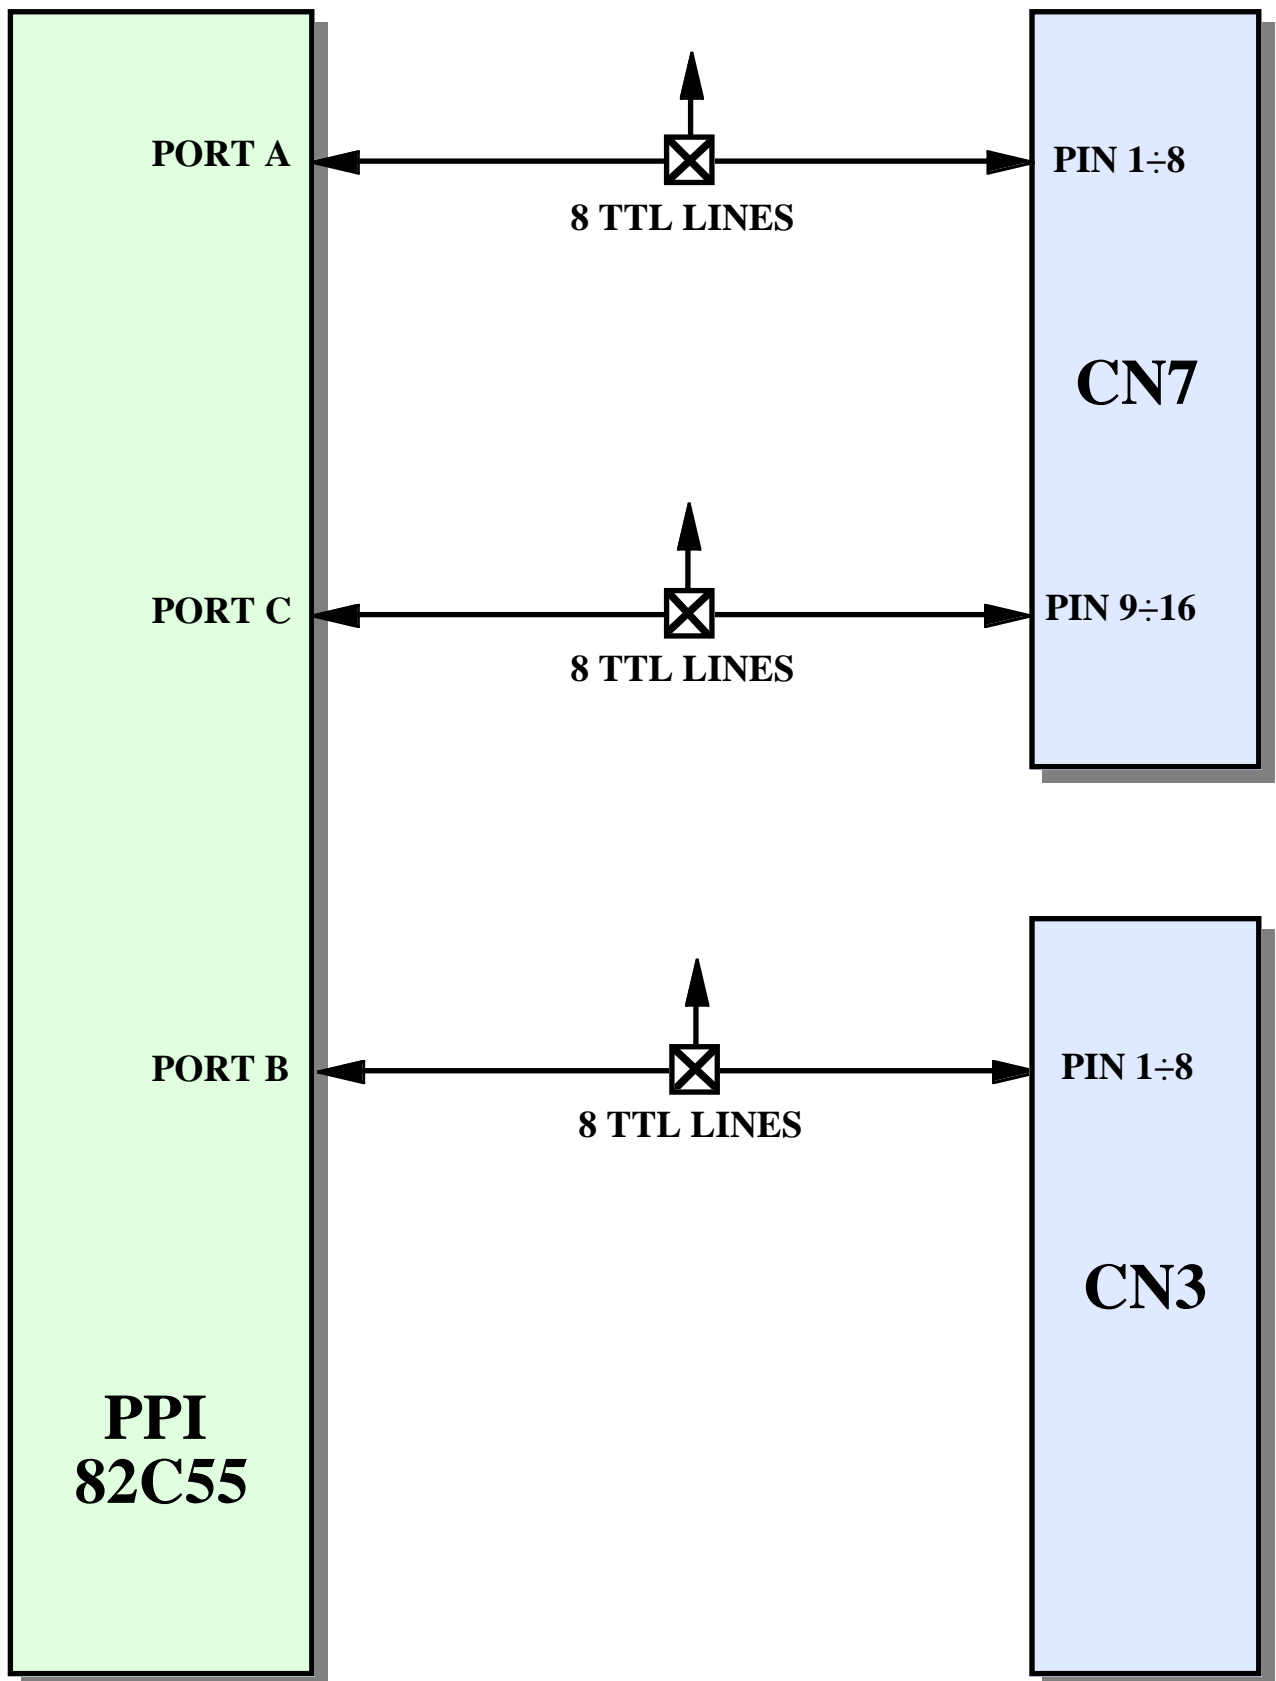 PORT A
PIN 1÷8
8 TTL LINES
CN7
PORT C
PIN 9÷16
8 TTL LINES
PORT B
PIN 1÷8
8 TTL LINES
CN3
PPI
82C55